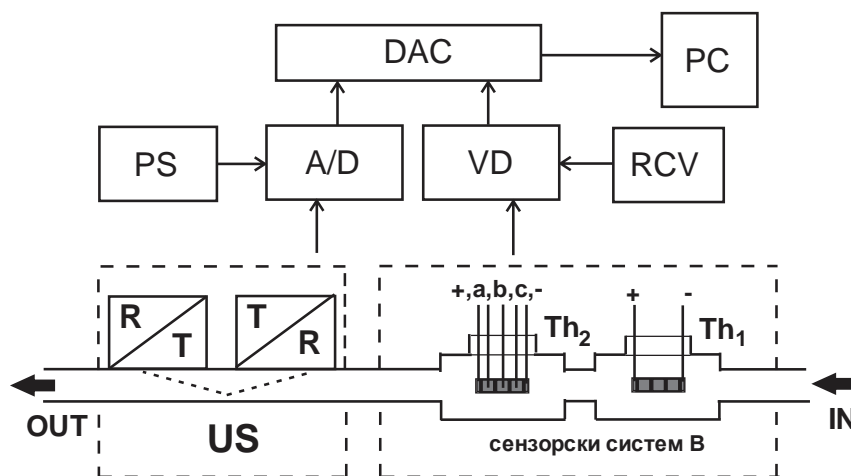 DAC
PC
PS
A/D
VD
RCV
+,a,b,c,-
+ -
Th2
Th1
R
T
T
R
OUT
IN
US
сензорски систем B